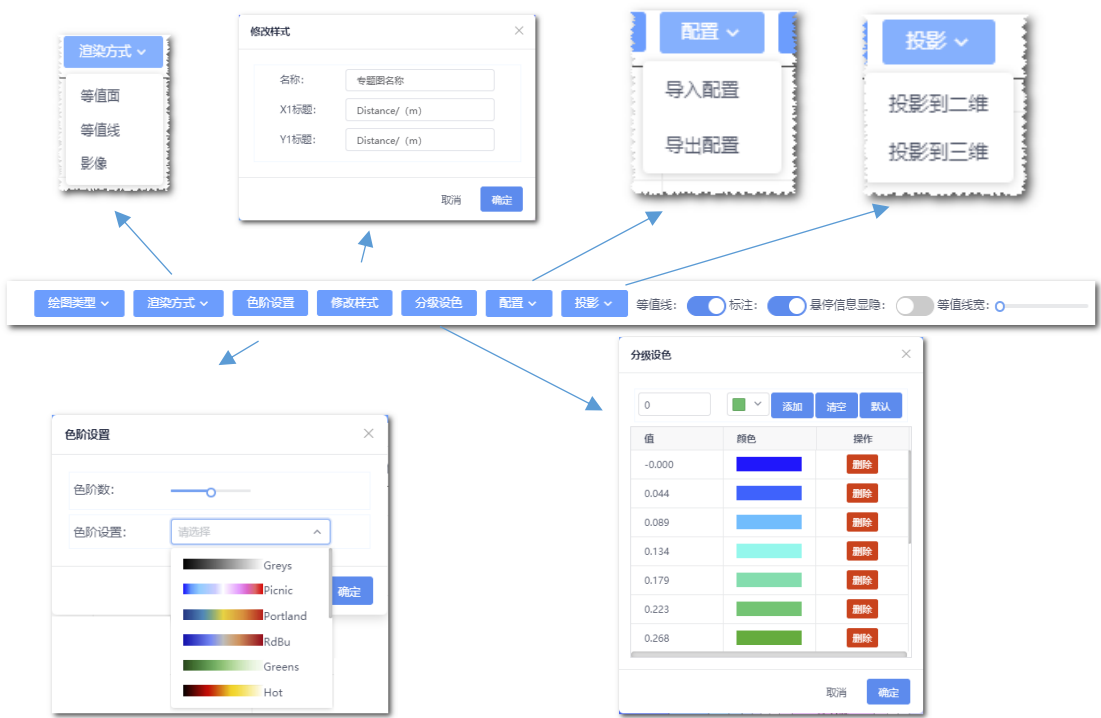 渲染方式
等值面
等值线
影像
修改样式
名称: 专题图名称
X1标题: Distance/（m)
Y1标题: Distance/（m)
取消 确定
配置
导入配置
导出配置
投影
投影到二维
投影到三维
绘图类型 渲染方式 色阶设置 修改样式 分级设色 配置 投影 等值线: 标注: 悬停信息显隐: 等值线宽:
色阶设置
色阶数:
色阶设置: 请选择
Greys
Picnic
Portland
RdBu
Greens
Hot
确定
分级设色
0 添加 清空 默认
值 颜色 操作
-0.000 删除
0.044 删除
0.089 删除
0.134 删除
0.179 删除
0.223 删除
0.268 删除
取消 确定